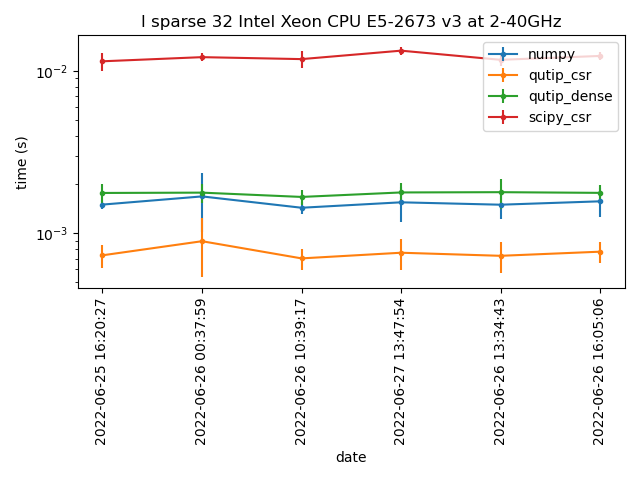 I sparse 32 Intel Xeon CPU E5-2673 v3 at 2-40GHz
time (s)
10⁻²
10⁻³
numpy
qutip_csr
qutip_dense
scipy_csr
2022-06-25 16:20:27
2022-06-26 00:37:59
2022-06-26 10:39:17
2022-06-27 13:47:54
2022-06-26 13:34:43
2022-06-26 16:05:06
date